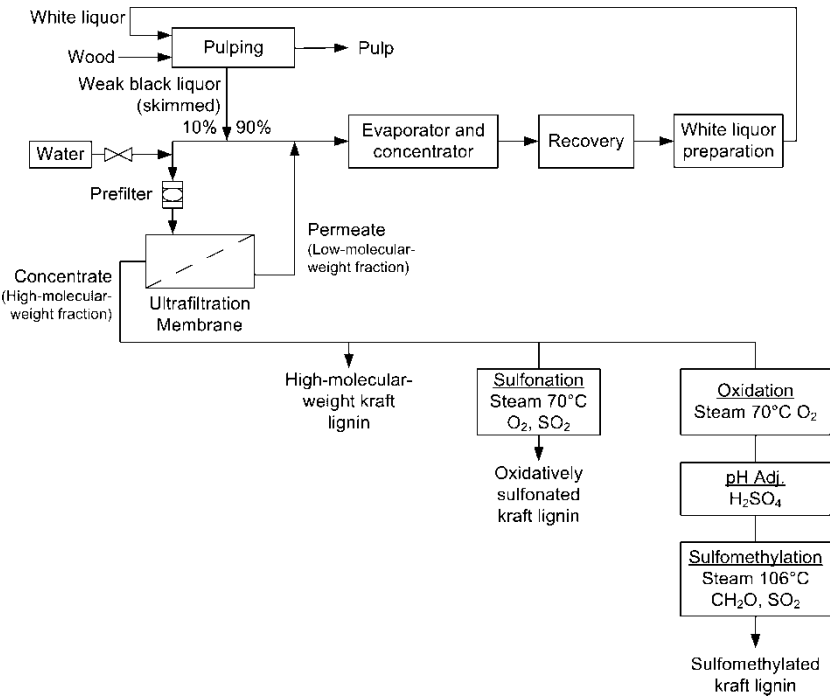 White liquor
Wood
Pulping
Pulp
Weak black liquor
(skimmed)
10% 90%
Water
Evaporator and
concentrator
Recovery
White liquor
preparation
Prefilter
Permeate
(Low-molecular-
weight fraction)
Concentrate
(High-molecular-
weight fraction)
Ultrafiltration
Membrane
High-molecular-
weight kraft
lignin
Sulfonation
Steam 70°C
O₂, SO₂
Oxidatively
sulfonated
kraft lignin
Oxidation
Steam 70°C O₂
pH Adj.
H₂SO₄
Sulfomethylation
Steam 106°C
CH₂O, SO₂
Sulfomethylated
kraft lignin